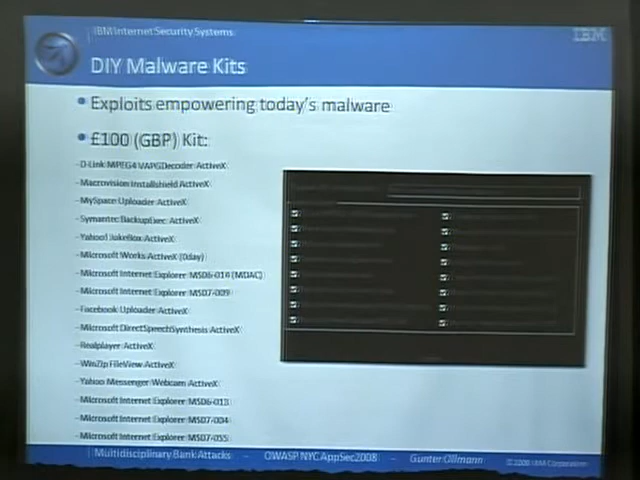 IBM Internet Security Systems
IBM
DIY Malware Kits
• Exploits empowering today's malware
• £100 (GBP) Kit:
–D-Link MPEG4 VAPGDecoder ActiveX
–Macrovision Installshield ActiveX
–MySpace Uploader ActiveX
–Symantec BackupExec ActiveX
–Yahoo! JukeBox ActiveX
–Microsoft Works ActiveX (0day)
–Microsoft Internet Explorer MS06-014 (MDAC)
–Microsoft Internet Explorer MS07-009
–Facebook Uploader ActiveX
–Microsoft DirectSpeechSynthesis ActiveX
–Realplayer ActiveX
–WinZip FileView ActiveX
–Yahoo Messenger Webcam ActiveX
–Microsoft Internet Explorer MS06-013
–Microsoft Internet Explorer MS07-004
–Microsoft Internet Explorer MS07-055
Multidisciplinary Bank Attacks – OWASP NYC AppSec2008 – Gunter Ollmann
© 2008 IBM Corporation